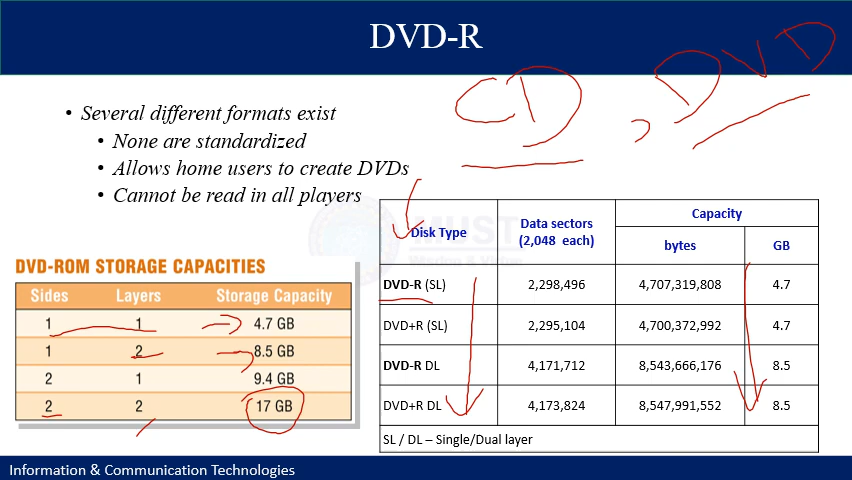 DVD-R
CD , DVD
• Several different formats exist
• None are standardized
• Allows home users to create DVDs
• Cannot be read in all players
MUST
Wisdom & Virtue
DVD-ROM STORAGE CAPACITIES
Sides Layers Storage Capacity
1 1 4.7 GB
1 2 8.5 GB
2 1 9.4 GB
2 2 17 GB
Disk Type Data sectors (2,048 each) Capacity
bytes GB
DVD-R (SL) 2,298,496 4,707,319,808 4.7
DVD+R (SL) 2,295,104 4,700,372,992 4.7
DVD-R DL 4,171,712 8,543,666,176 8.5
DVD+R DL 4,173,824 8,547,991,552 8.5
SL / DL – Single/Dual layer
Information & Communication Technologies